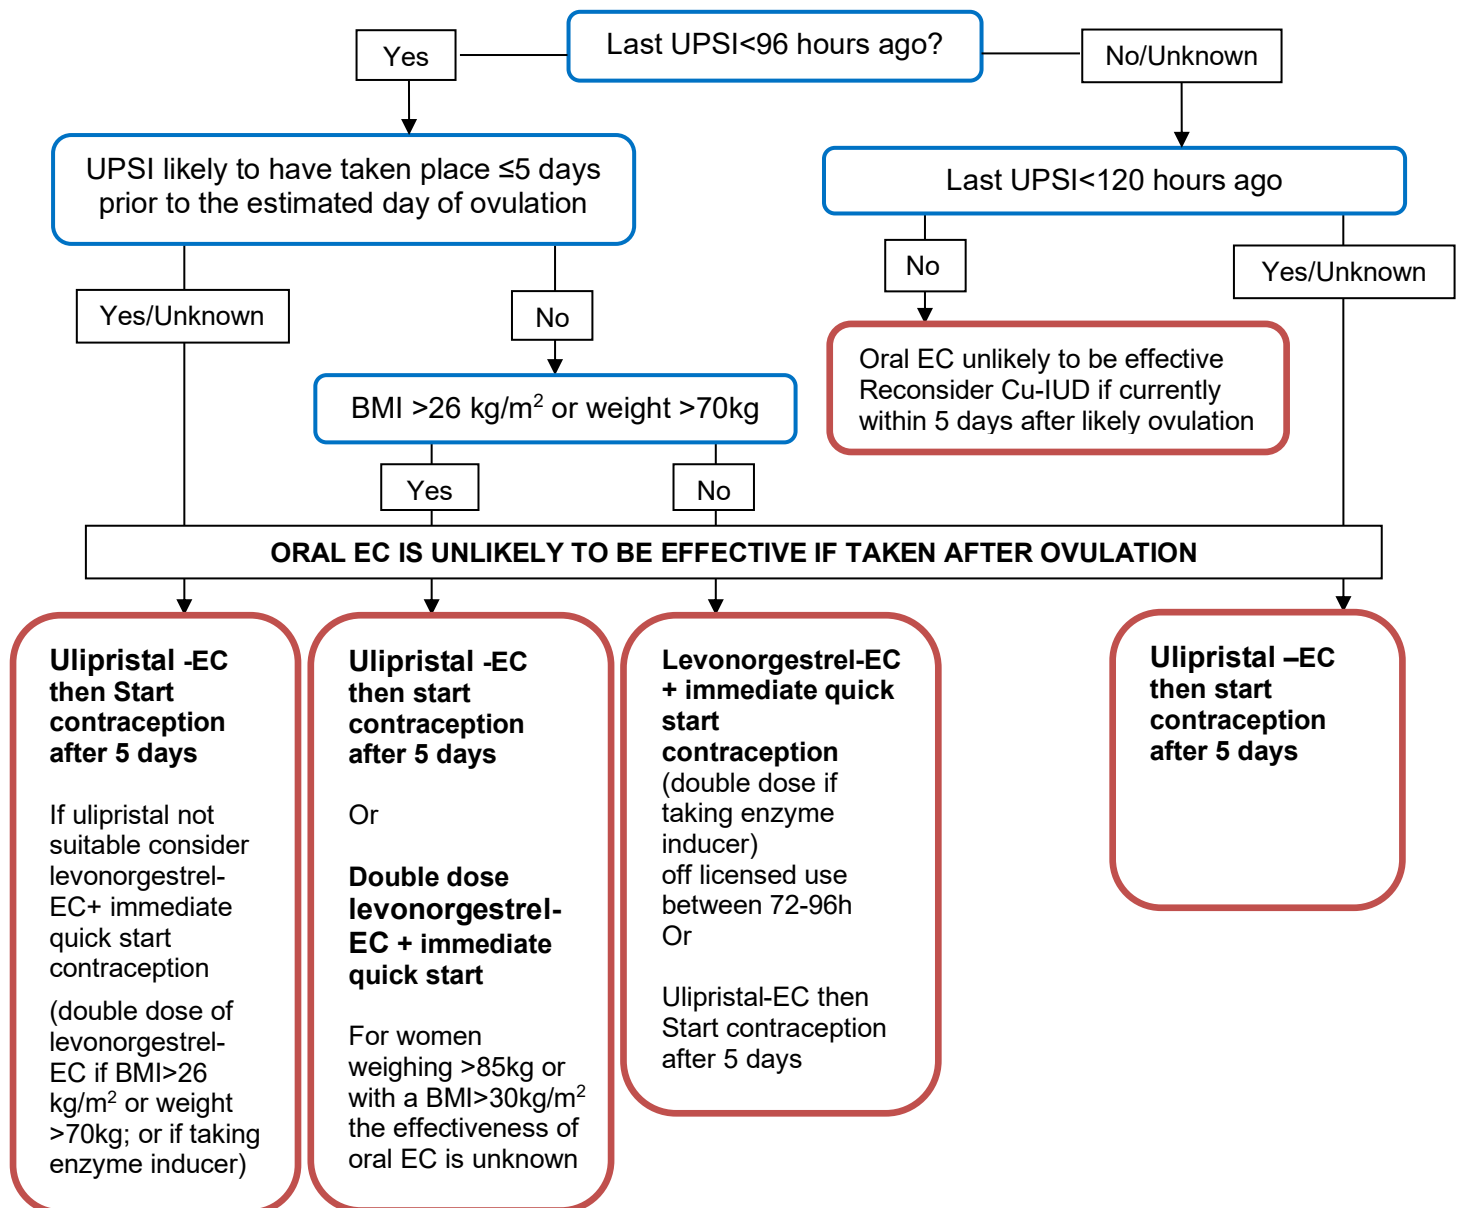 Last UPSI<96 hours ago?
Yes
No/Unknown
UPSI likely to have taken place ≤5 days
prior to the estimated day of ovulation
Last UPSI<120 hours ago
No
Yes/Unknown
Yes/Unknown
No
Oral EC unlikely to be effective
Reconsider Cu-IUD if currently
within 5 days after likely ovulation
BMI >26 kg/m² or weight >70kg
Yes
No
ORAL EC IS UNLIKELY TO BE EFFECTIVE IF TAKEN AFTER OVULATION
Ulipristal -EC
then Start
contraception
after 5 days
If ulipristal not
suitable consider
levonorgestrel-
EC+ immediate
quick start
contraception
(double dose of
levonorgestrel-
EC if BMI>26
kg/m² or weight
>70kg; or if taking
enzyme inducer)
Ulipristal -EC
then start
contraception
after 5 days
Or
Double dose
levonorgestrel-
EC + immediate
quick start
For women
weighing >85kg or
with a BMI>30kg/m²
the effectiveness of
oral EC is unknown
Levonorgestrel-EC
+ immediate quick
start
contraception
(double dose if
taking enzyme
inducer)
off licensed use
between 72-96h
Or
Ulipristal-EC then
Start contraception
after 5 days
Ulipristal –EC
then start
contraception
after 5 days